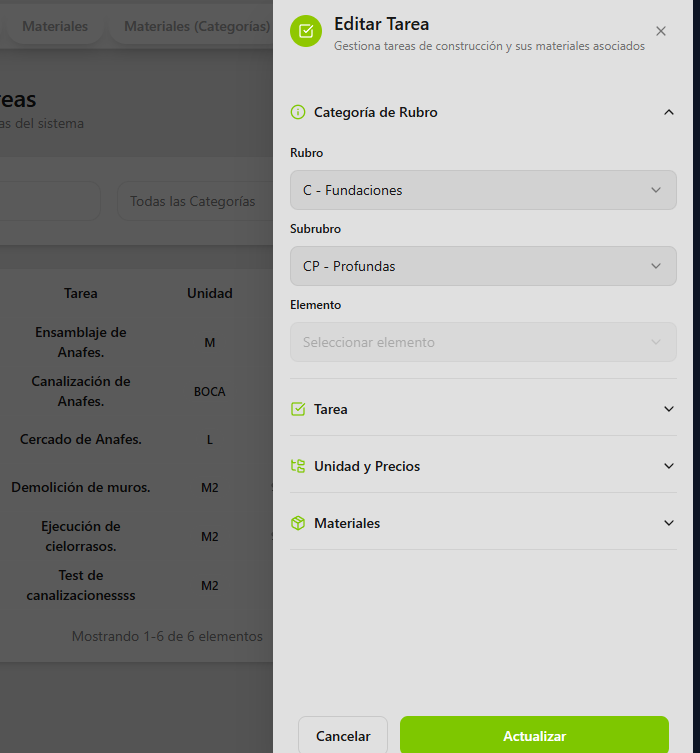 Materiales
Materiales (Categorías)
eas
as del sistema
Todas las Categorías
Tarea
Unidad
Ensamblaje de
Anafes.
M
Canalización de
Anafes.
BOCA
Cercado de Anafes.
L
Demolición de muros.
M2
Ejecución de
cielorrasos.
M2
Test de
canalizacionessss
M2
Mostrando 1-6 de 6 elementos
Editar Tarea
Gestiona tareas de construcción y sus materiales asociados
Categoría de Rubro
Rubro
C - Fundaciones
Subrubro
CP - Profundas
Elemento
Seleccionar elemento
Tarea
Unidad y Precios
Materiales
Cancelar
Actualizar